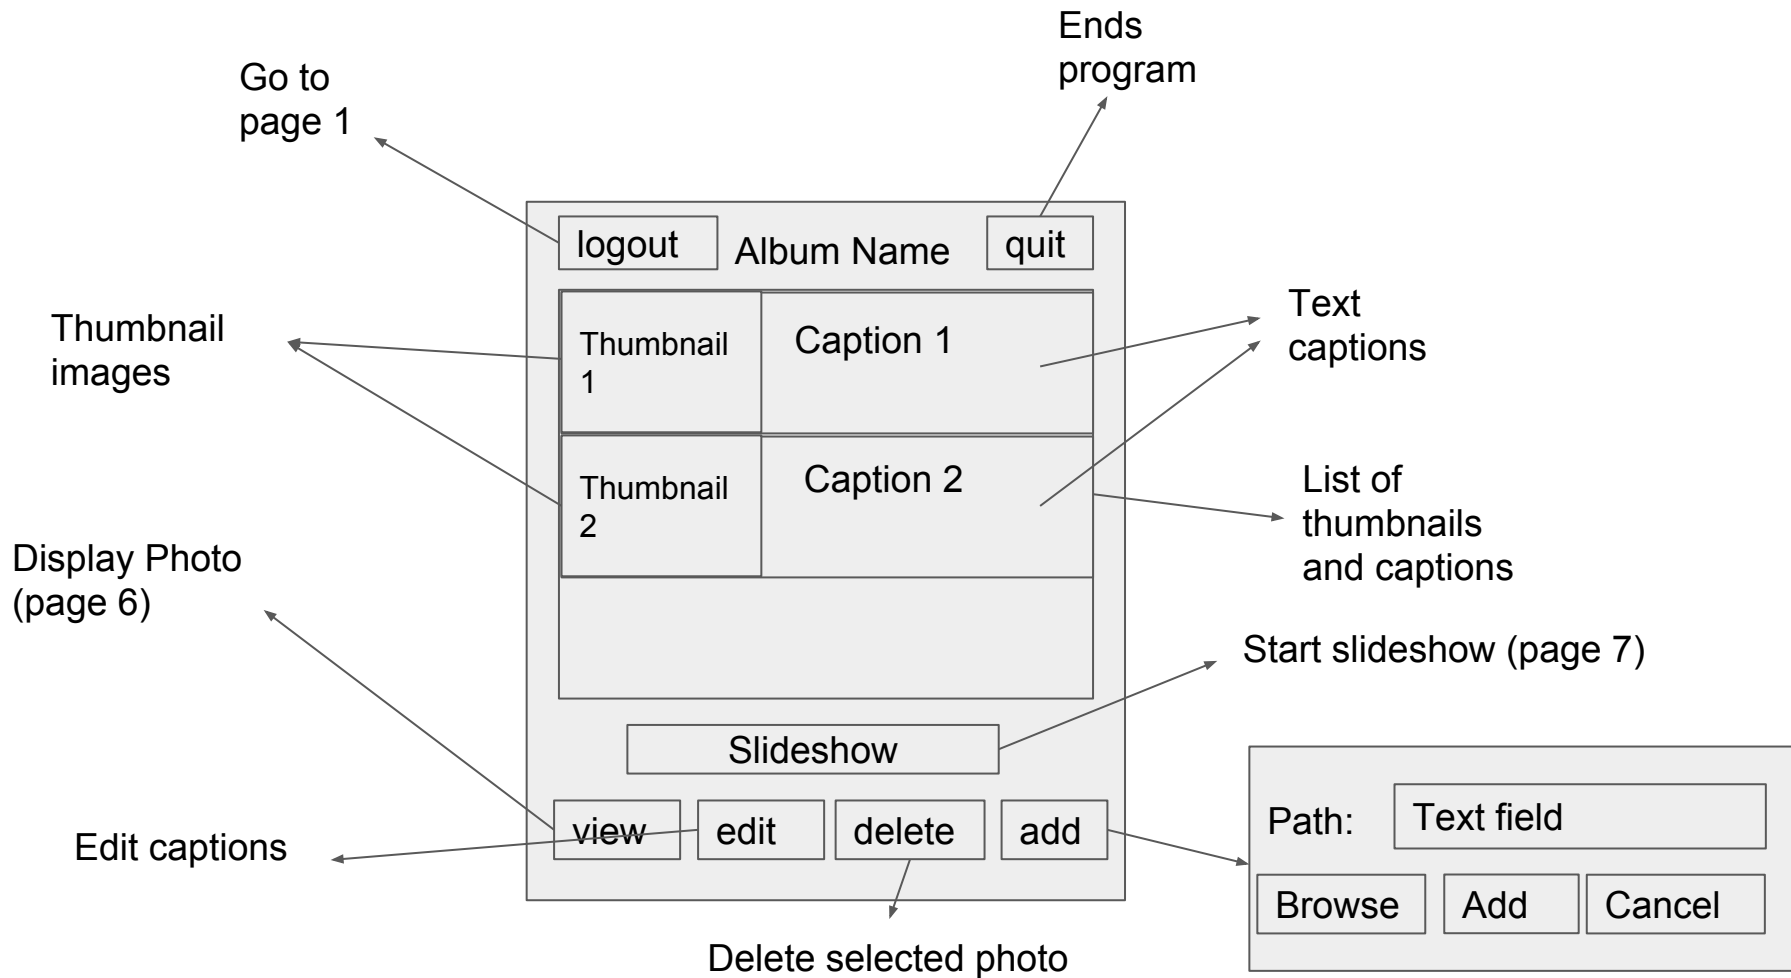 Ends
program
Go to
page 1
logout
Album Name
quit
Thumbnail
images
Thumbnail
1
Caption 1
Text
captions
Thumbnail
2
Caption 2
List of
thumbnails
and captions
Display Photo
(page 6)
Start slideshow (page 7)
Slideshow
view
edit
delete
add
Edit captions
Path:
Text field
Browse
Add
Cancel
Delete selected photo